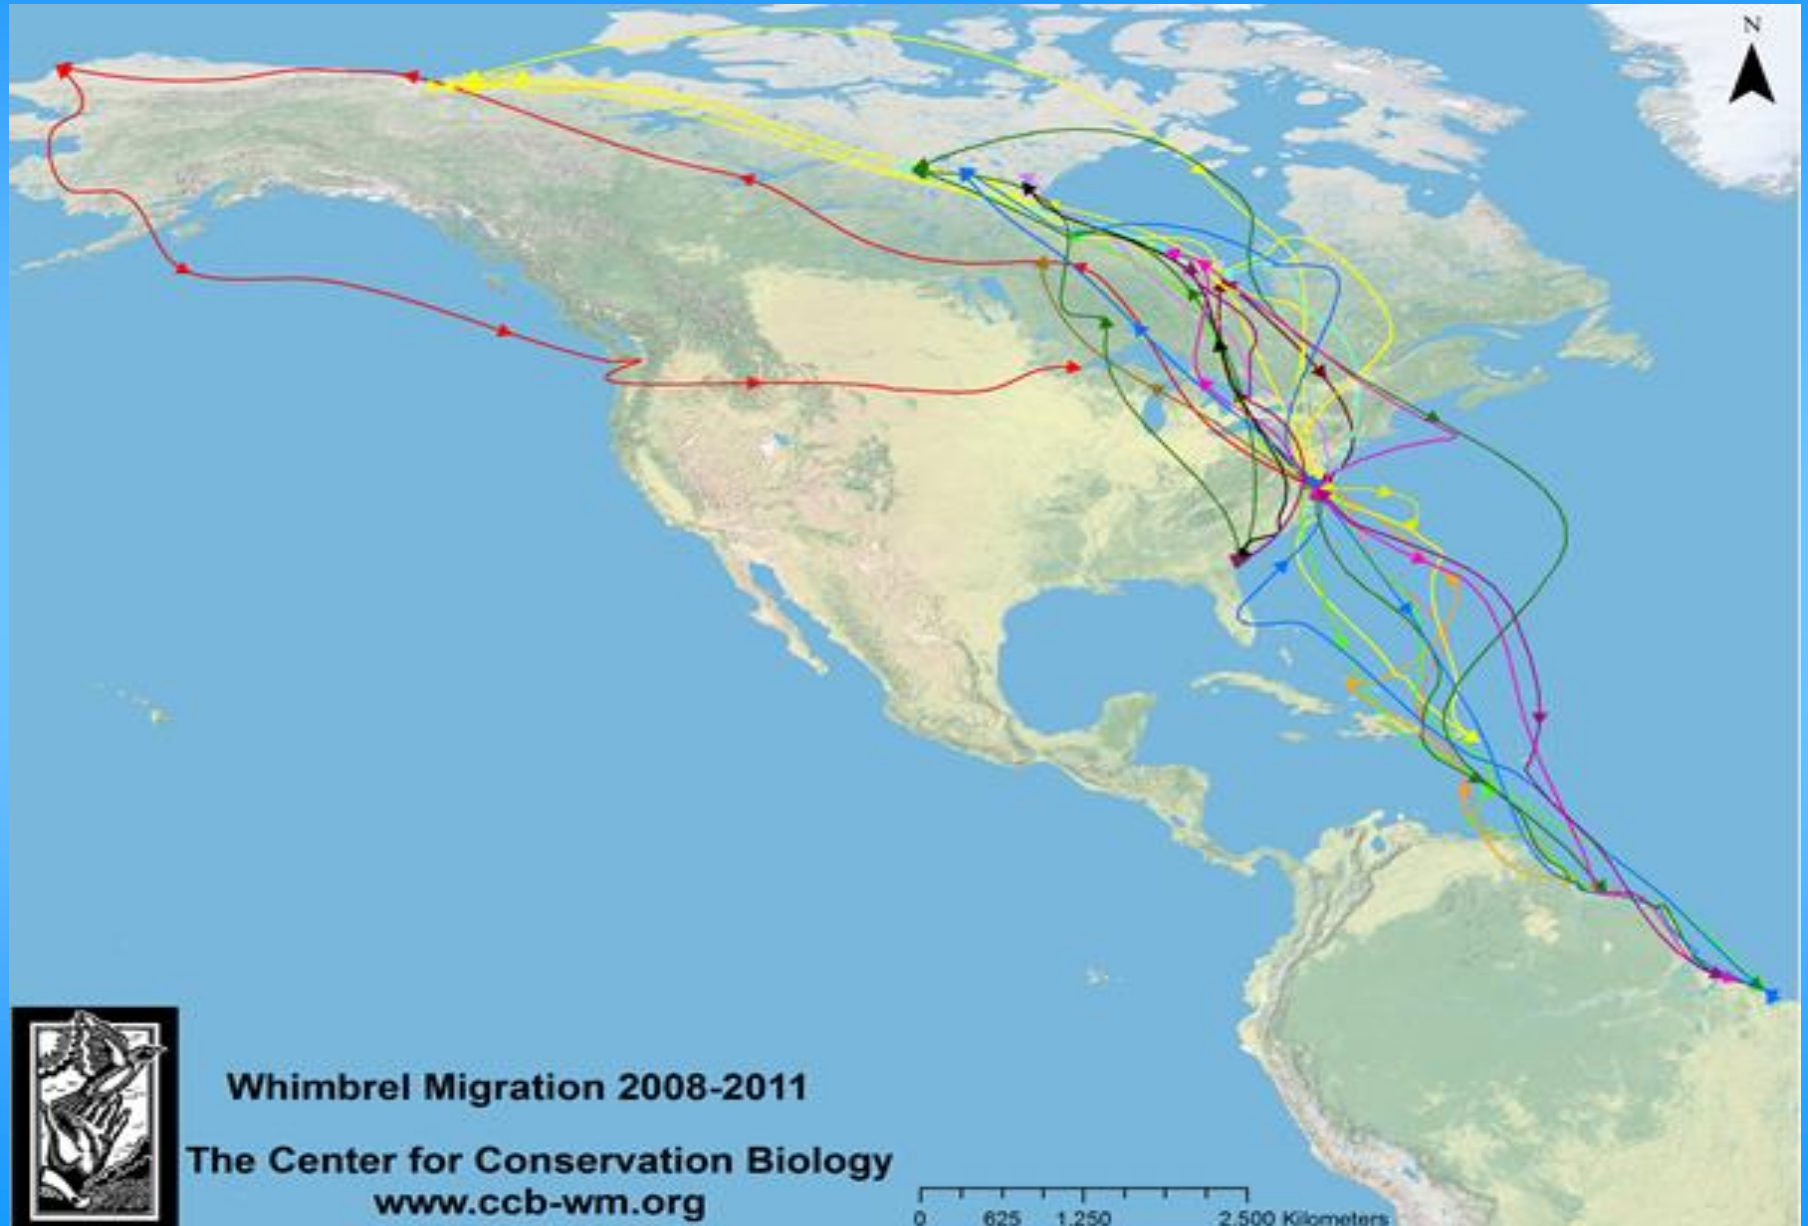 N
Whimbrel Migration 2008-2011
The Center for Conservation Biology
www.ccb-wm.org
0 625 1,250 2,500 Kilometers